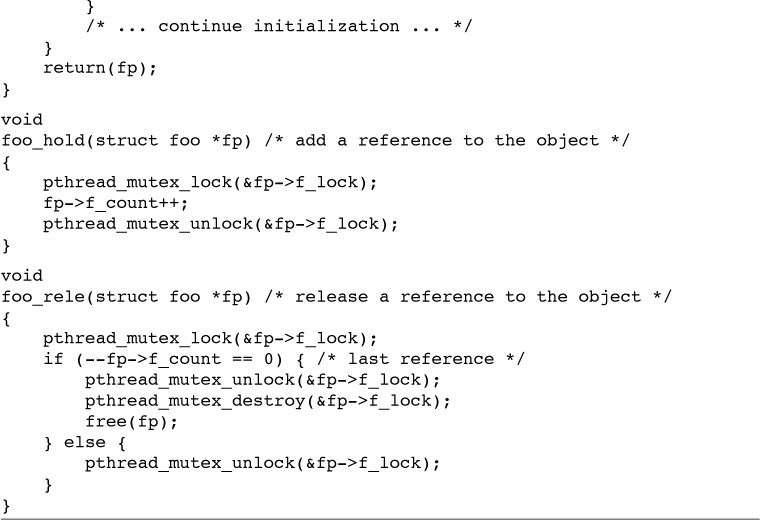 }
        /* ... continue initialization ... */
    }
    return(fp);
}
void
foo_hold(struct foo *fp) /* add a reference to the object */
{
    pthread_mutex_lock(&fp->f_lock);
    fp->f_count++;
    pthread_mutex_unlock(&fp->f_lock);
}
void
foo_rele(struct foo *fp) /* release a reference to the object */
{
    pthread_mutex_lock(&fp->f_lock);
    if (--fp->f_count == 0) { /* last reference */
        pthread_mutex_unlock(&fp->f_lock);
        pthread_mutex_destroy(&fp->f_lock);
        free(fp);
    } else {
        pthread_mutex_unlock(&fp->f_lock);
    }
}